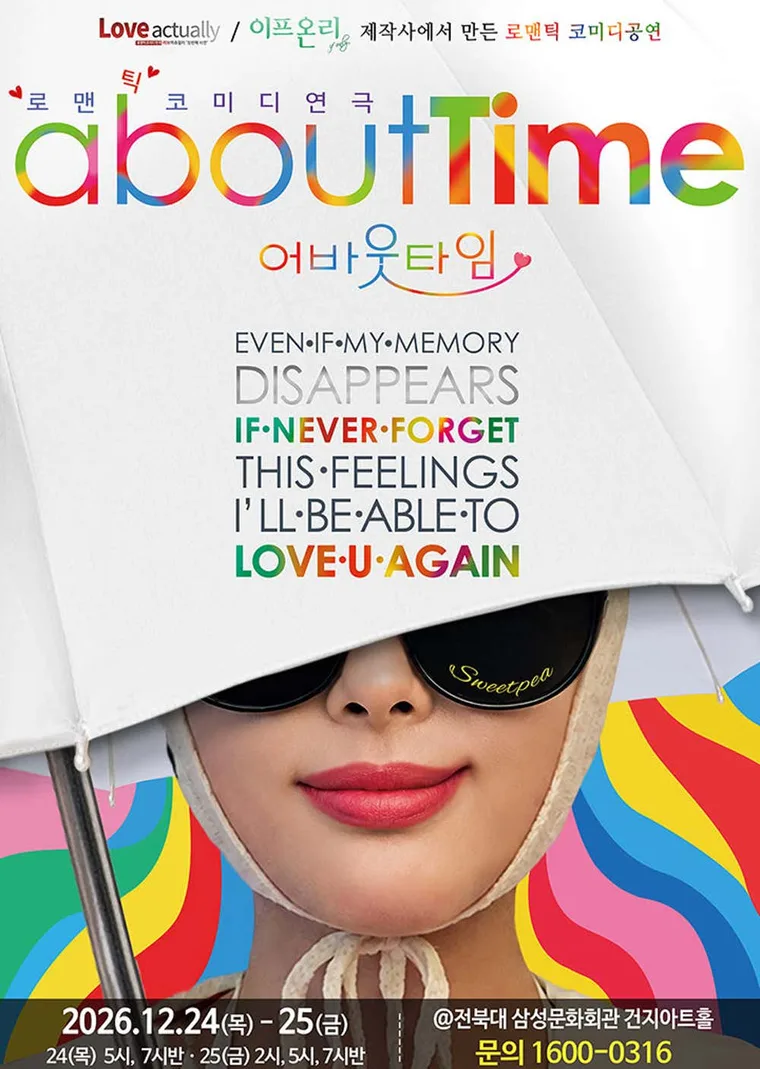 Love actually / 이프온리 제작사에서 만든 로맨틱 코미디공연
로맨틱코미디연극
aboutTime
어바웃타임
EVEN•IF•MY•MEMORY
DISAPPEARS
IF•NEVER•FORGET
THIS•FEELINGS
I'LL•BE•ABLE•TO
LOVE•U•AGAIN
Sweetpea
2026.12.24(목) - 25(금)
24(목) 5시, 7시반 · 25(금) 2시, 5시, 7시반
@전북대 삼성문화회관 건지아트홀
문의 1600-0316